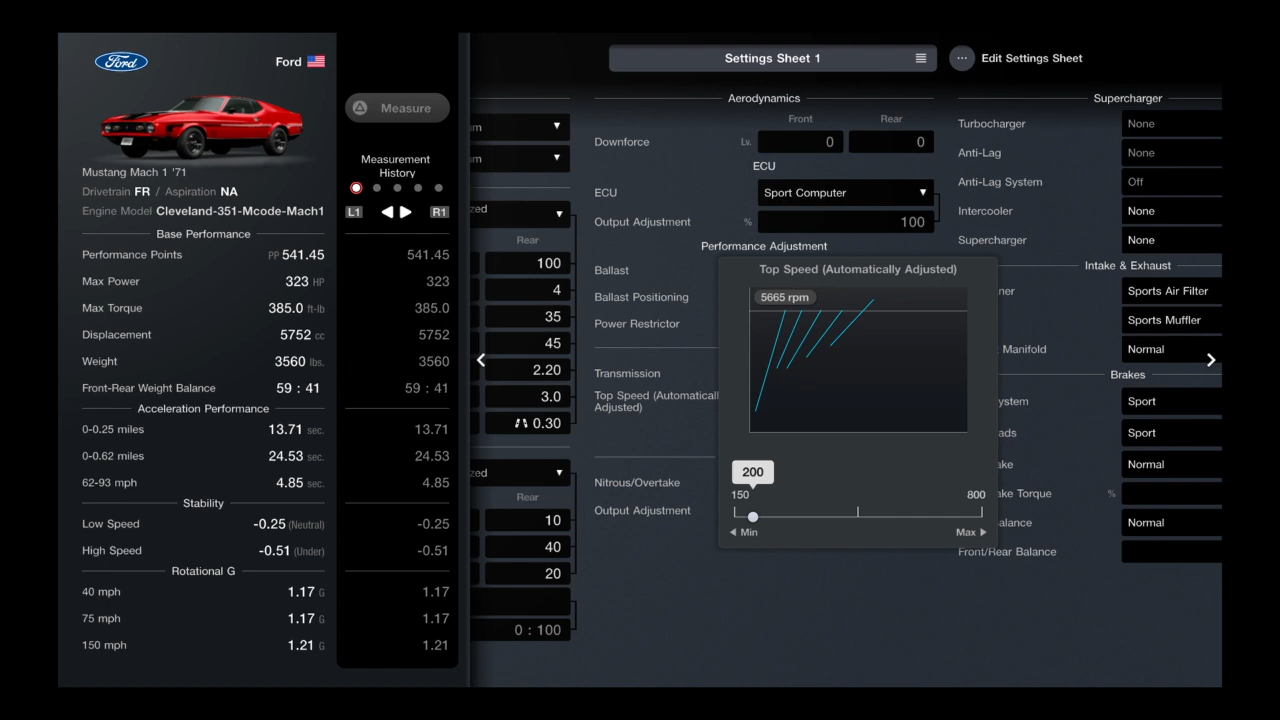 Ford
Ford
Mustang Mach 1 '71
Drivetrain FR / Aspiration NA
Engine Model Cleveland-351-Mcode-Mach1
Base Performance
Performance Points PP 541.45
Max Power 323 HP
Max Torque 385.0 ft-lb
Displacement 5752 cc
Weight 3560 lbs.
Front-Rear Weight Balance 59 : 41
Acceleration Performance
0-0.25 miles 13.71 sec.
0-0.62 miles 24.53 sec.
62-93 mph 4.85 sec.
Stability
Low Speed -0.25 (Neutral)
High Speed -0.51 (Under)
Rotational G
40 mph 1.17 G
75 mph 1.17 G
150 mph 1.21 G
Measure
Measurement
History
L1 R1
541.45
323
385.0
5752
3560
59 : 41
13.71
24.53
4.85
-0.25
-0.51
1.17
1.17
1.21
Settings Sheet 1
Edit Settings Sheet
Rear
100
4
35
45
2.20
3.0
0.30
Rear
10
40
20
0 : 100
Aerodynamics
Front Rear
Downforce Lv. 0 0
ECU
ECU Sport Computer
Output Adjustment % 100
Performance Adjustment
Ballast
Ballast Positioning
Power Restrictor
Transmission
Top Speed (Automaticall
Adjusted)
Nitrous/Overtake
Output Adjustment
Top Speed (Automatically Adjusted)
5665 rpm
200
150 800
Min Max
Supercharger
Turbocharger None
Anti-Lag None
Anti-Lag System Off
Intercooler None
Supercharger None
Intake & Exhaust
ner Sports Air Filter
Sports Muffler
Manifold Normal
Brakes
ystem Sport
ads Sport
ake Normal
ake Torque %
alance Normal
Front/Rear Balance